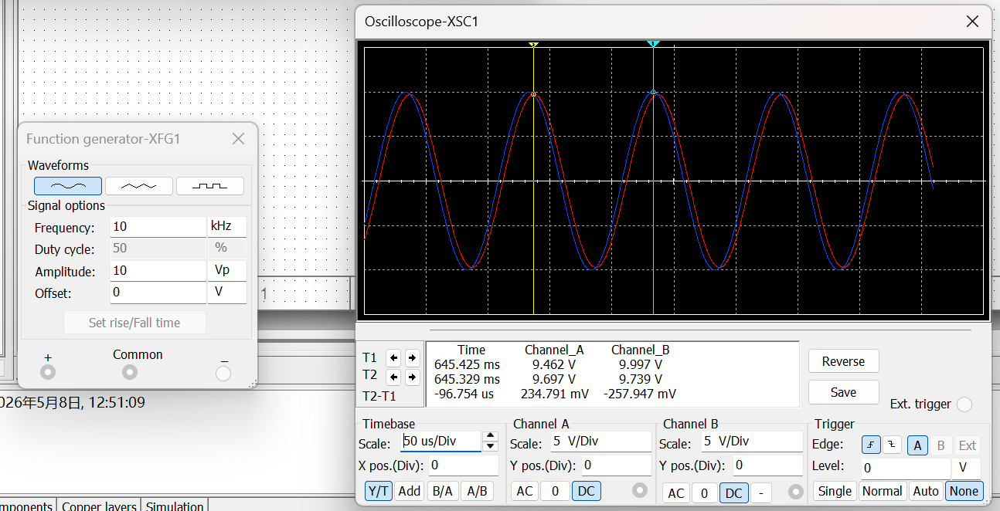 Oscilloscope-XSC1
Function generator-XFG1
Waveforms
Signal options
Frequency: 10 kHz
Duty cycle: 50 %
Amplitude: 10 Vp
Offset: 0 V
Set rise/Fall time
+ Common –
1
2
1
Time Channel_A Channel_B
T1 645.425 ms 9.462 V 9.997 V
T2 645.329 ms 9.697 V 9.739 V
T2-T1 -96.754 us 234.791 mV -257.947 mV
Reverse
Save
Ext. trigger
Timebase
Scale: 50 us/Div
X pos.(Div): 0
Y/T Add B/A A/B
Channel A
Scale: 5 V/Div
Y pos.(Div): 0
AC 0 DC
Channel B
Scale: 5 V/Div
Y pos.(Div): 0
AC 0 DC -
Trigger
Edge: A B Ext
Level: 0 V
Single Normal Auto None
026年5月8日, 12:51:09
mponents Copper layers Simulation